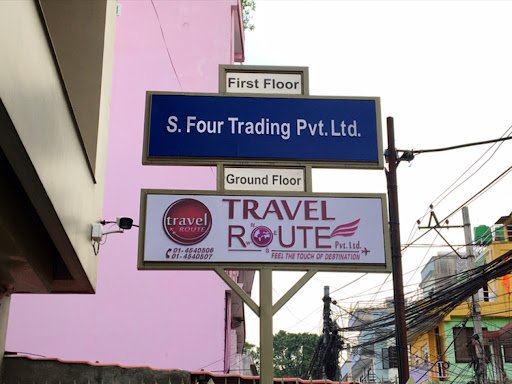 First Floor
S. Four Trading Pvt. Ltd.
Ground Floor
travel
ROUTE
TRAVEL
ROUTE Pvt. Ltd.
01-4540506
01-4540507
FEEL THE TOUCH OF DESTINATION